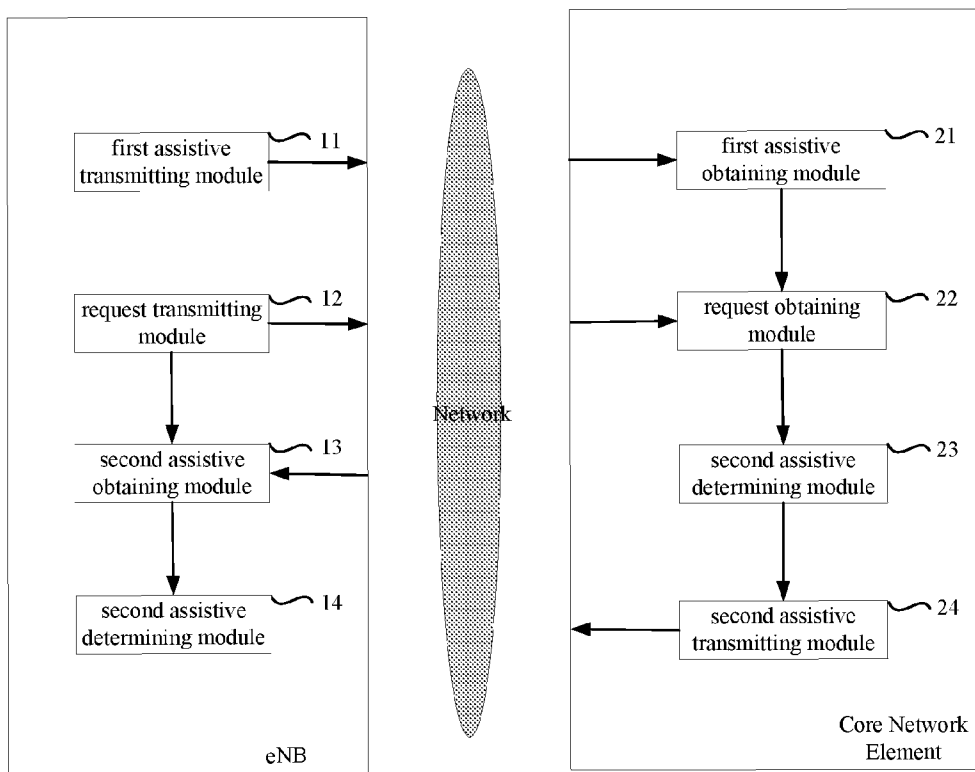 first assistive
transmitting module
11
request transmitting
module
12
second assistive
obtaining module
13
second assistive
determining module
14
eNB
Network
first assistive
obtaining module
21
request obtaining
module
22
second assistive
determining module
23
second assistive
transmitting module
24
Core Network
Element